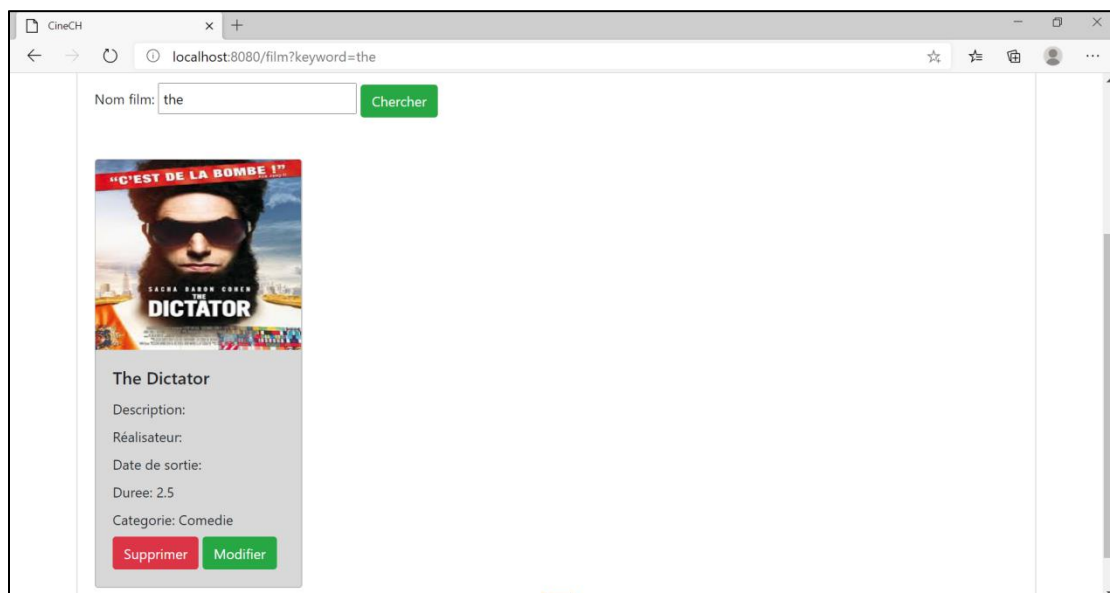 CineCH
localhost:8080/film?keyword=the
Nom film: the Chercher
"C'EST DE LA BOMBE !"
SACHA BARON COHEN
THE
DICTATOR
The Dictator
Description:
Réalisateur:
Date de sortie:
Duree: 2.5
Categorie: Comedie
Supprimer Modifier